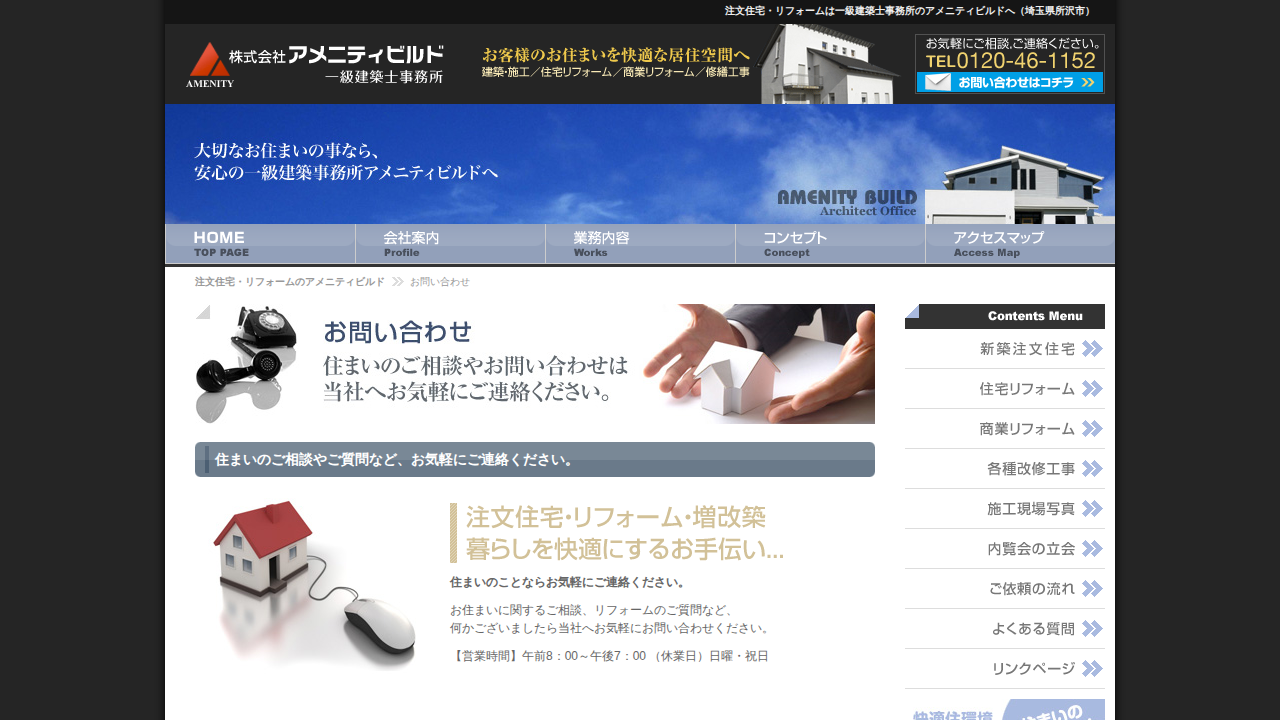 注文住宅・リフォームは一級建築士事務所のアメニティビルドへ（埼玉県所沢市）
AMENITY
株式会社アメニティビルド
一級建築士事務所
お客様のお住まいを快適な居住空間へ
建築・施工／住宅リフォーム／商業リフォーム／修繕工事
お気軽にご相談､ご連絡ください。
TEL0120-46-1152
お問い合わせはコチラ
大切なお住まいの事なら、
安心の一級建築事務所アメニティビルドへ
AMENITY BUILD
Architect Office
HOME
TOP PAGE
会社案内
Profile
業務内容
Works
コンセプト
Concept
アクセスマップ
Access Map
注文住宅・リフォームのアメニティビルド
お問い合わせ
お問い合わせ
住まいのご相談やお問い合わせは
当社へお気軽にご連絡ください。
住まいのご相談やご質問など、お気軽にご連絡ください。
注文住宅・リフォーム・増改築
暮らしを快適にするお手伝い...
住まいのことならお気軽にご連絡ください。
お住まいに関するご相談、リフォームのご質問など、
何かございましたら当社へお気軽にお問い合わせください。
【営業時間】午前8：00～午後7：00 （休業日）日曜・祝日
Contents Menu
新築注文住宅
住宅リフォーム
商業リフォーム
各種改修工事
施工現場写真
内覧会の立会
ご依頼の流れ
よくある質問
リンクページ
快適住環境
住まいの